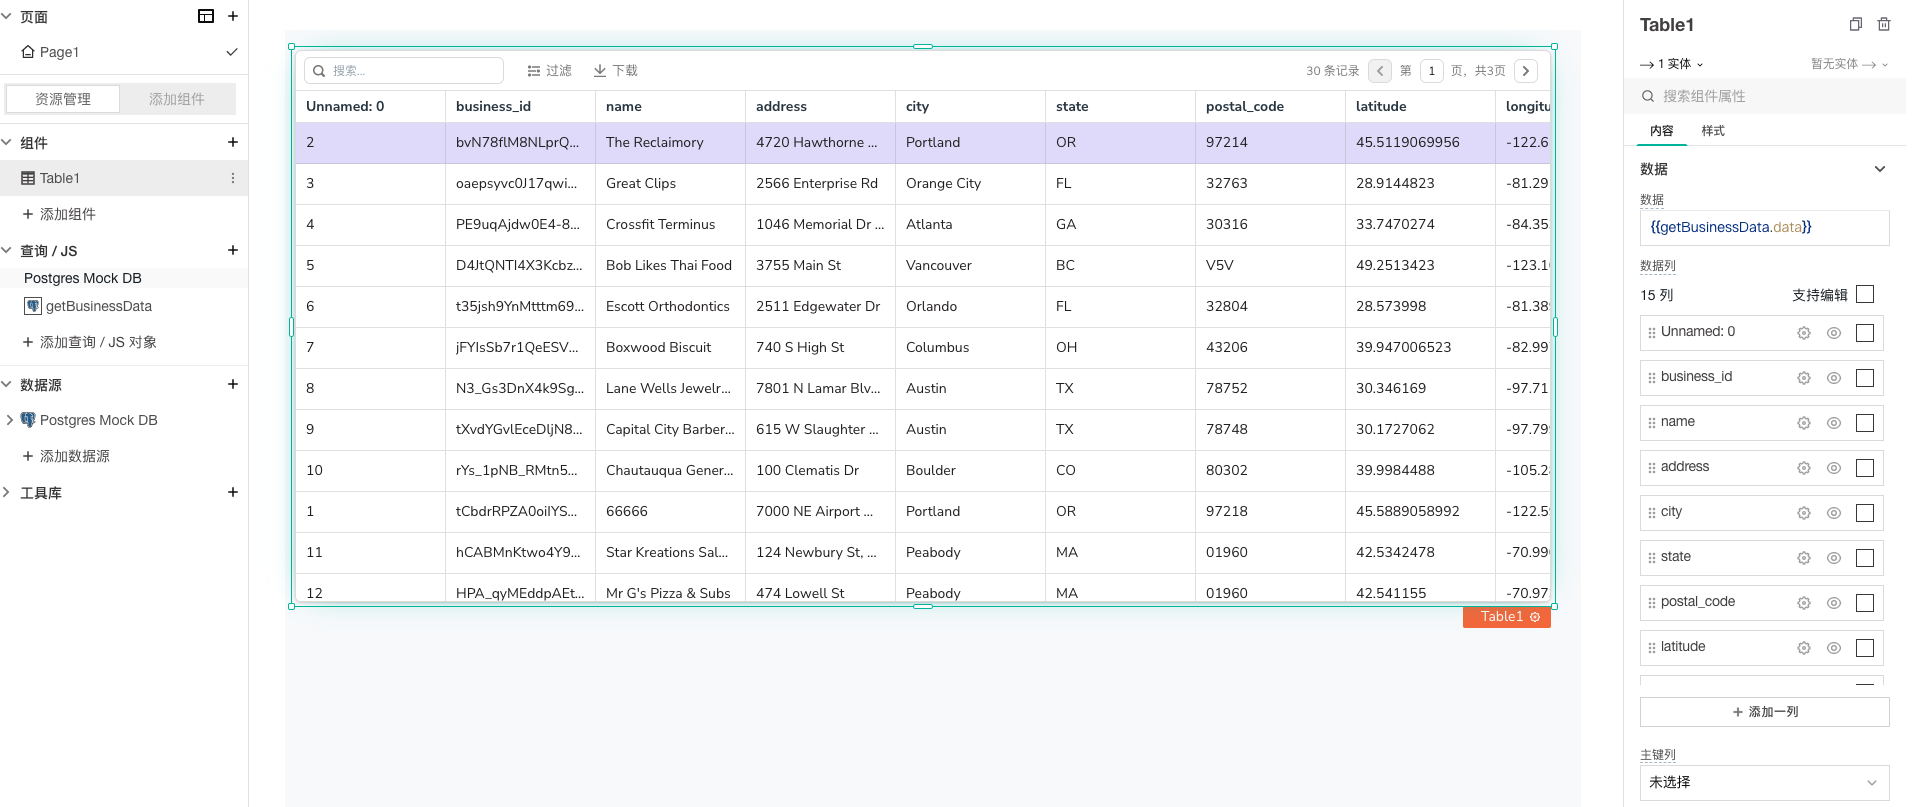 页面
Page1
资源管理
添加组件
组件
Table1
添加组件
查询 / JS
Postgres Mock DB
getBusinessData
添加查询 / JS 对象
数据源
Postgres Mock DB
添加数据源
工具库
搜索...
过滤
下载
30 条记录
第 1 页，共3页
Unnamed: 0 business_id name address city state postal_code latitude longitu
2 bvN78flM8NLprQ... The Reclaimory 4720 Hawthorne ... Portland OR 97214 45.5119069956 -122.6
3 oaepsyvc0J17qwi... Great Clips 2566 Enterprise Rd Orange City FL 32763 28.9144823 -81.29
4 PE9uqAjdw0E4-8... Crossfit Terminus 1046 Memorial Dr ... Atlanta GA 30316 33.7470274 -84.35
5 D4JtQNTI4X3Kcbz... Bob Likes Thai Food 3755 Main St Vancouver BC V5V 49.2513423 -123.1
6 t35jsh9YnMtttm69... Escott Orthodontics 2511 Edgewater Dr Orlando FL 32804 28.573998 -81.38
7 jFYIsSb7r1QeESV... Boxwood Biscuit 740 S High St Columbus OH 43206 39.947006523 -82.99
8 N3_Gs3DnX4k9Sg... Lane Wells Jewelr... 7801 N Lamar Blv... Austin TX 78752 30.346169 -97.71
9 tXvdYGvlEceDljN8... Capital City Barber... 615 W Slaughter ... Austin TX 78748 30.1727062 -97.79
10 rYs_1pNB_RMtn5... Chautauqua Gener... 100 Clematis Dr Boulder CO 80302 39.9984488 -105.2
1 tCbdrRPZA0oiIYS... 66666 7000 NE Airport ... Portland OR 97218 45.5889058992 -122.5
11 hCABMnKtwo4Y9... Star Kreations Sal... 124 Newbury St, ... Peabody MA 01960 42.5342478 -70.99
12 HPA_qyMEddpAEt... Mr G's Pizza & Subs 474 Lowell St Peabody MA 01960 42.541155 -70.97
Table1
Table1
1 实体
暂无实体
搜索组件属性
内容 样式
数据
数据
{{getBusinessData.data}}
数据列
15 列 支持编辑
Unnamed: 0
business_id
name
address
city
state
postal_code
latitude
添加一列
主键列
未选择